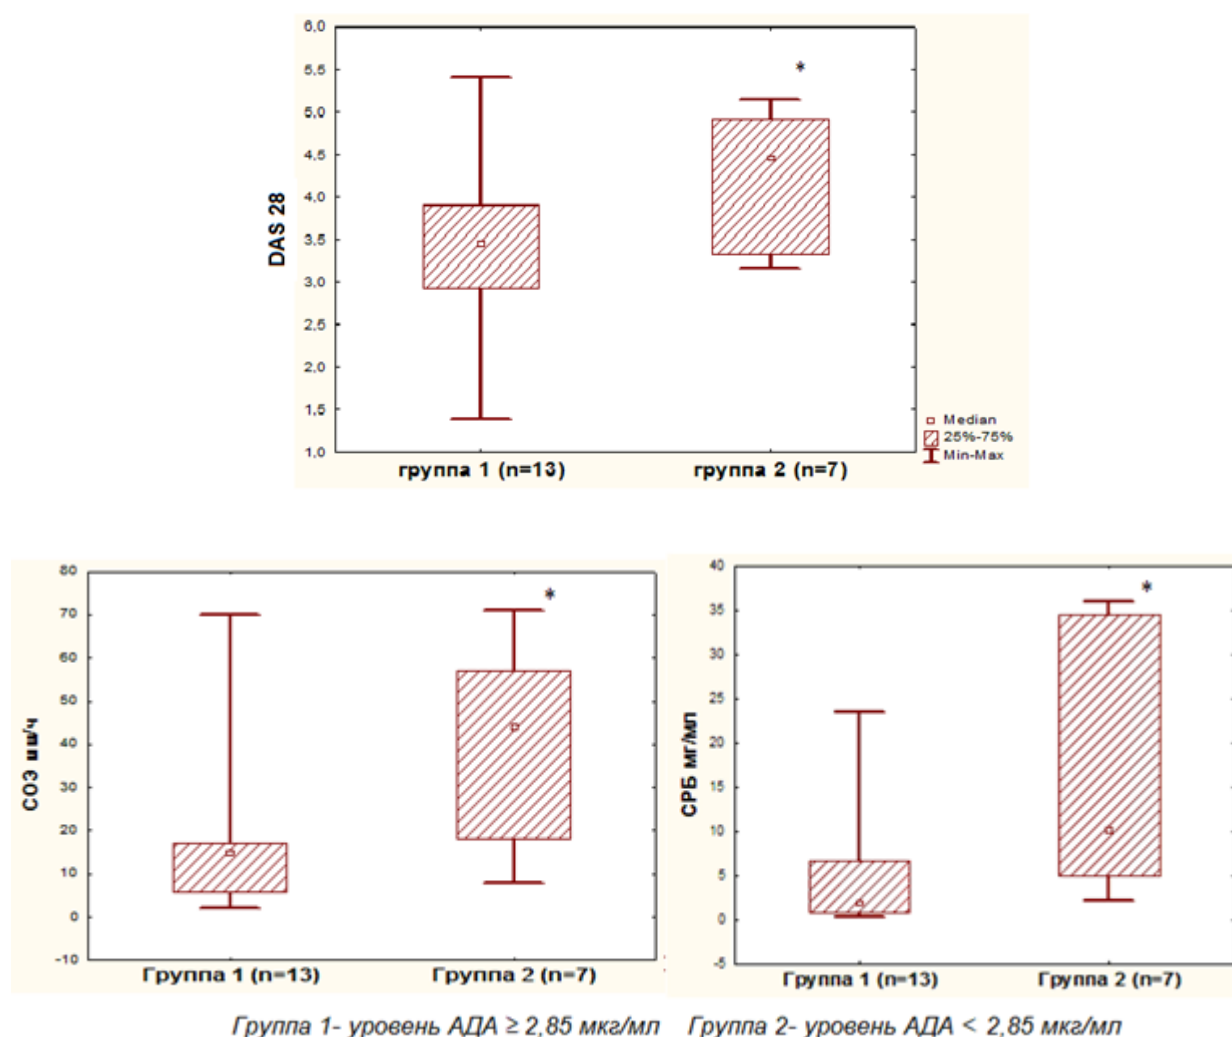 6,0
5,5
5,0
4,5
4,0
3,5
3,0
2,5
2,0
1,5
1,0
DAS 28
*
группа 1 (n=13)
группа 2 (n=7)
Median
25%-75%
Min-Max
80
70
60
50
40
30
20
10
0
-10
СОЭ мм/ч
*
Группа 1 (n=13)
Группа 2 (n=7)
40
35
30
25
20
15
10
5
0
-5
СРБ мг/мл
*
Группа 1 (n=13)
Группа 2 (n=7)
Группа 1- уровень АДА ≥ 2,85 мкг/мл Группа 2- уровень АДА < 2,85 мкг/мл